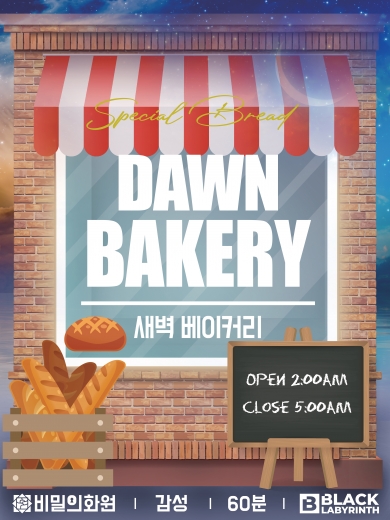 Special Bread
DAWN
BAKERY
새벽 베이커리
OPEN 2:00AM
CLOSE 5:00AM
비밀의화원 | 감성 | 60분 | B BLACK LABYRINTH